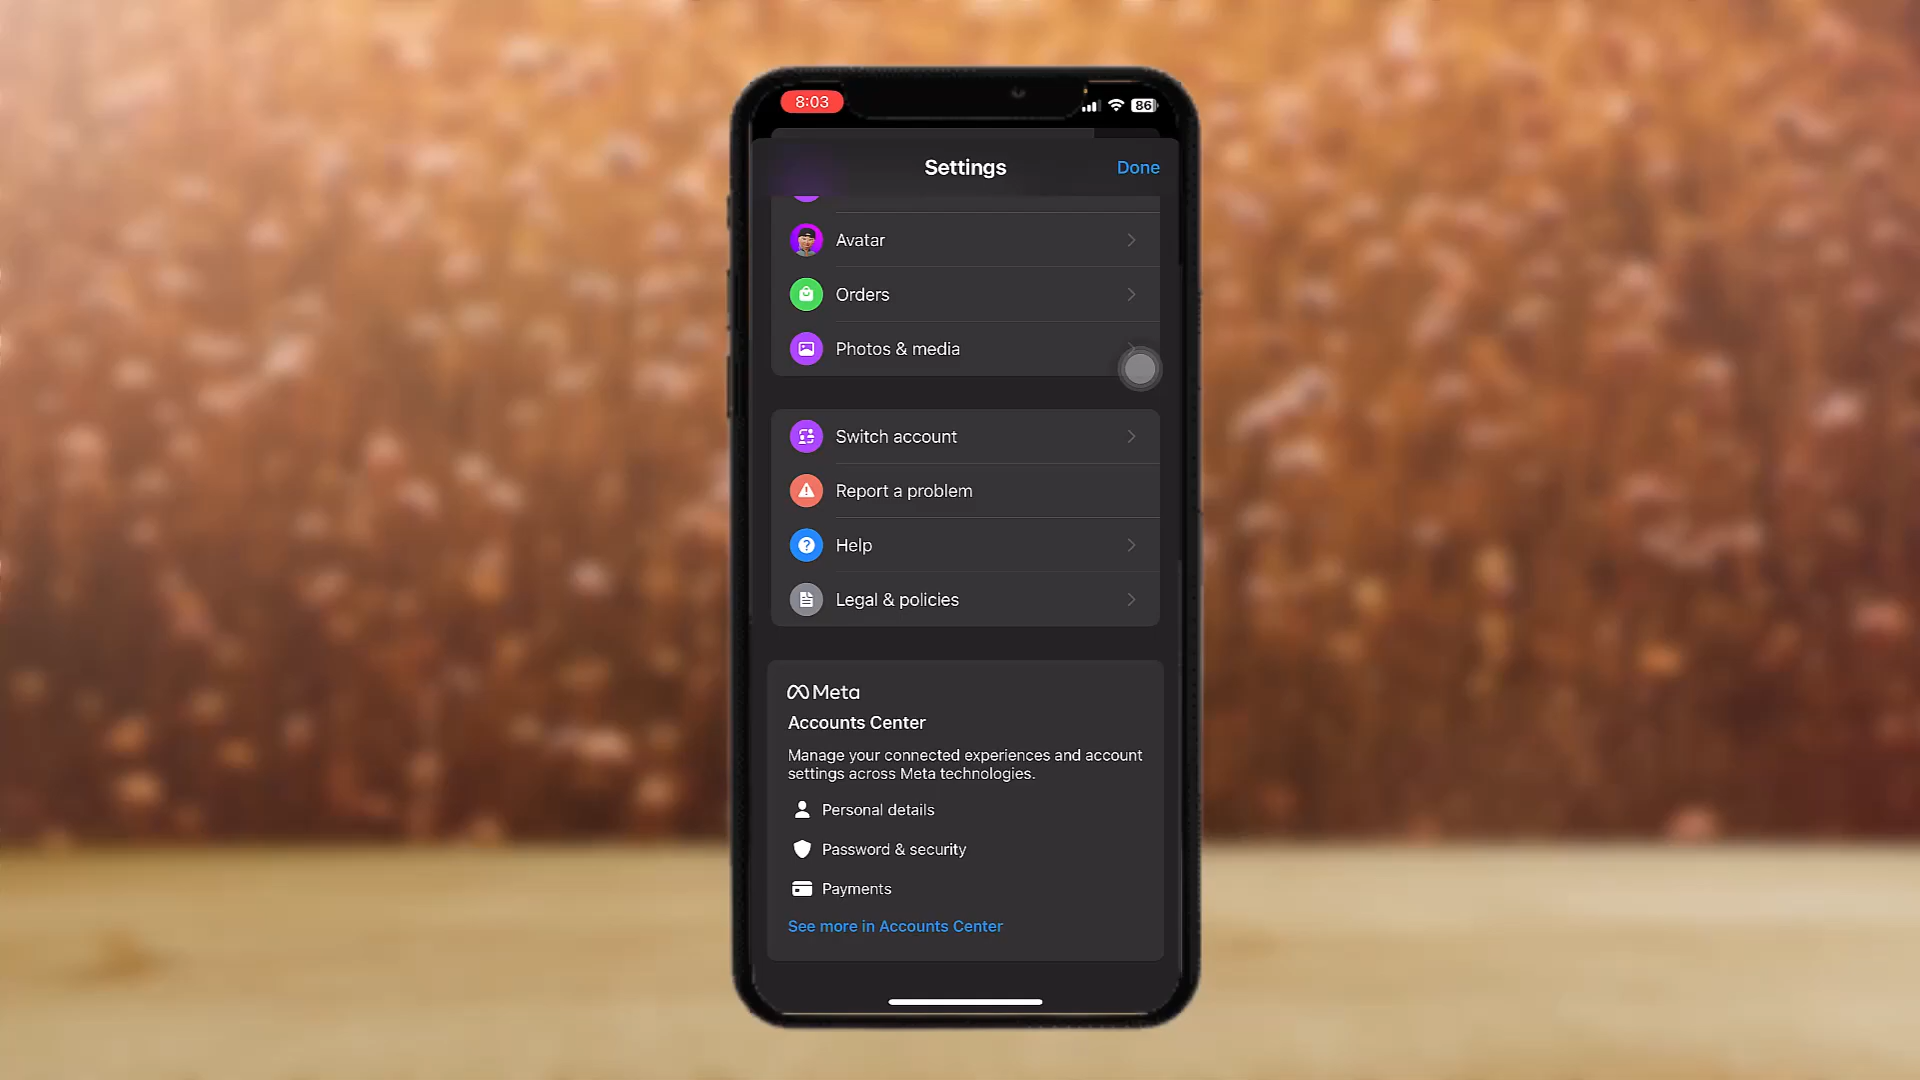 8:03
86
Settings
Done
Avatar
Orders
Photos & media
Switch account
Report a problem
Help
Legal & policies
Meta
Accounts Center
Manage your connected experiences and account
settings across Meta technologies.
Personal details
Password & security
Payments
See more in Accounts Center